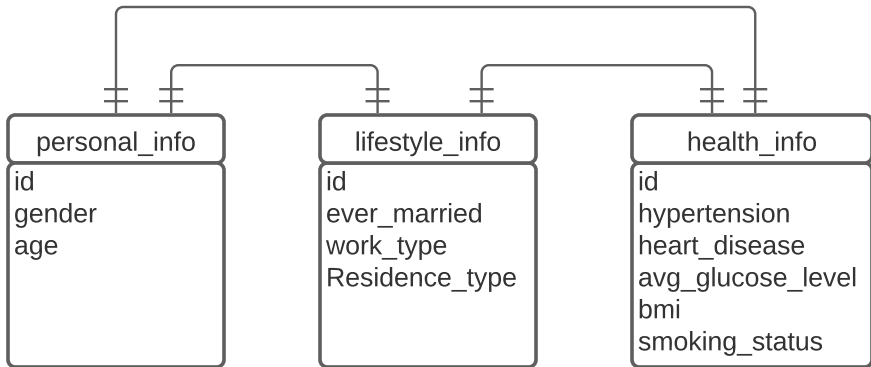 personal_info
id
gender
age
lifestyle_info
id
ever_married
work_type
Residence_type
health_info
id
hypertension
heart_disease
avg_glucose_level
bmi
smoking_status